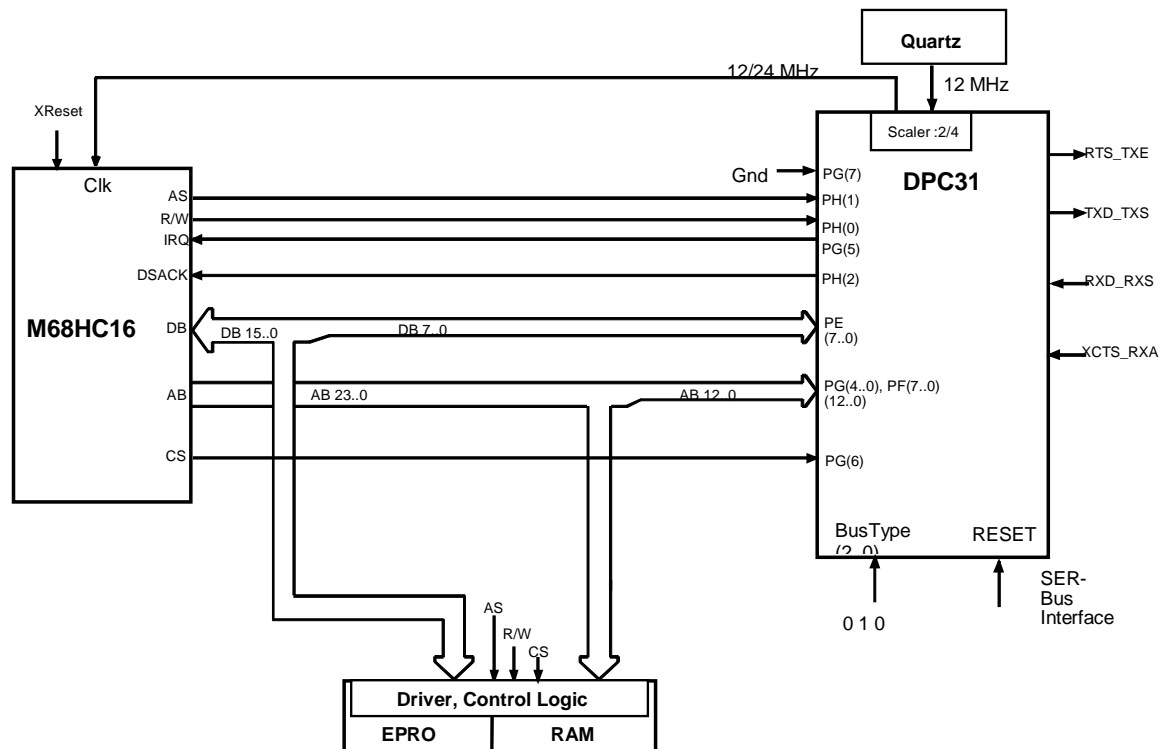 Quartz
12/24 MHz
12 MHz
XReset
Scaler :2/4
RTS_TXE
Clk
Gnd
PG(7)
DPC31
AS
PH(1)
R/W
PH(0)
TXD_TXS
IRQ
PG(5)
DSACK
PH(2)
RXD_RXS
M68HC16
DB
DB 15..0
DB 7..0
PE
(7..0)
XCTS_RXA
AB
AB 23..0
AB 12..0
PG(4..0), PF(7..0)
(12..0)
CS
PG(6)
BusType
(2..0)
RESET
SER-
Bus
Interface
0 1 0
AS
R/W
CS
Driver, Control Logic
EPRO
RAM